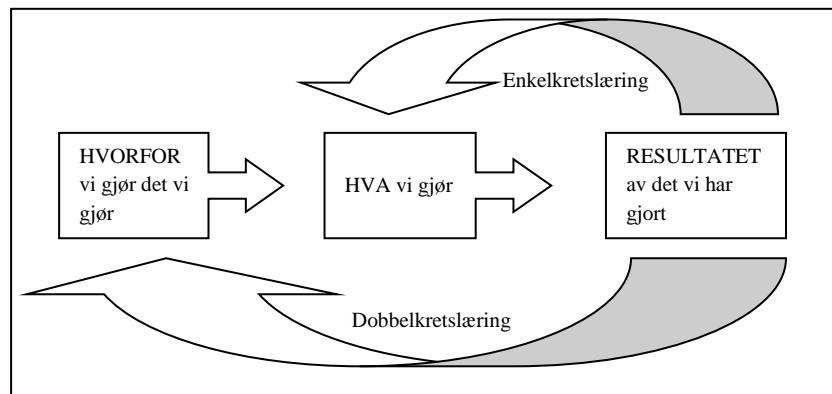 Enkelkretslæring
HVORFOR
vi gjør det vi
gjør
HVA vi gjør
RESULTATET
av det vi har
gjort
Dobbelkretslæring